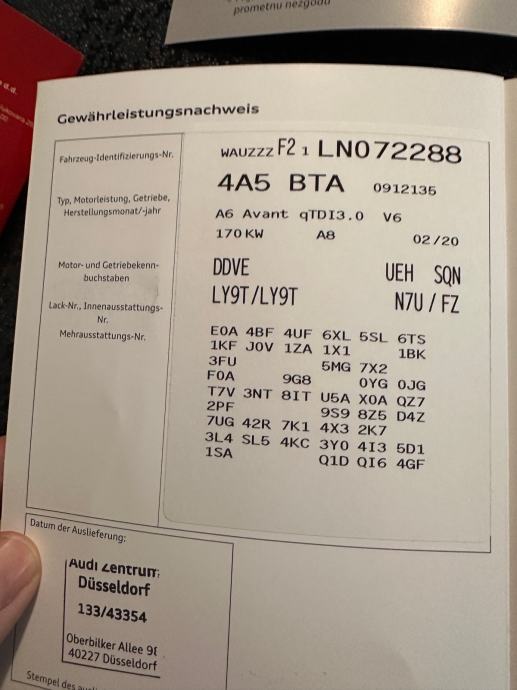 prometnu nezgodu
Gewährleistungsnachweis
Fahrzeug-Identifizierungs-Nr.
WAUZZZ F2 1 LN072288
4A5 BTA 0912135
Typ, Motorleistung, Getriebe,
Herstellungsmonat/-jahr
A6 Avant qTDI3.0 V6
170 KW A8 02/20
Motor- und Getriebekenn-
buchstaben
DDVE UEH SQN
Lack-Nr., Innenausstattungs-
Nr.
LY9T/LY9T N7U / FZ
Mehrausstattungs-Nr.
E0A 4BF 4UF 6XL 5SL 6TS
1KF J0V 1ZA 1X1 1BK
3FU 5MG 7X2
F0A 9G8 0YG 0JG
T7V 3NT 8IT U5A X0A QZ7
2PF 9S9 8Z5 D4Z
7UG 42R 7K1 4X3 2K7
3L4 SL5 4KC 3Y0 4I3 5D1
1SA Q1D QI6 4GF
Datum der Auslieferung:
Audi Zentrum
Düsseldorf
133/43354
Oberbilker Allee
40227 Düsseldorf
Stempel des